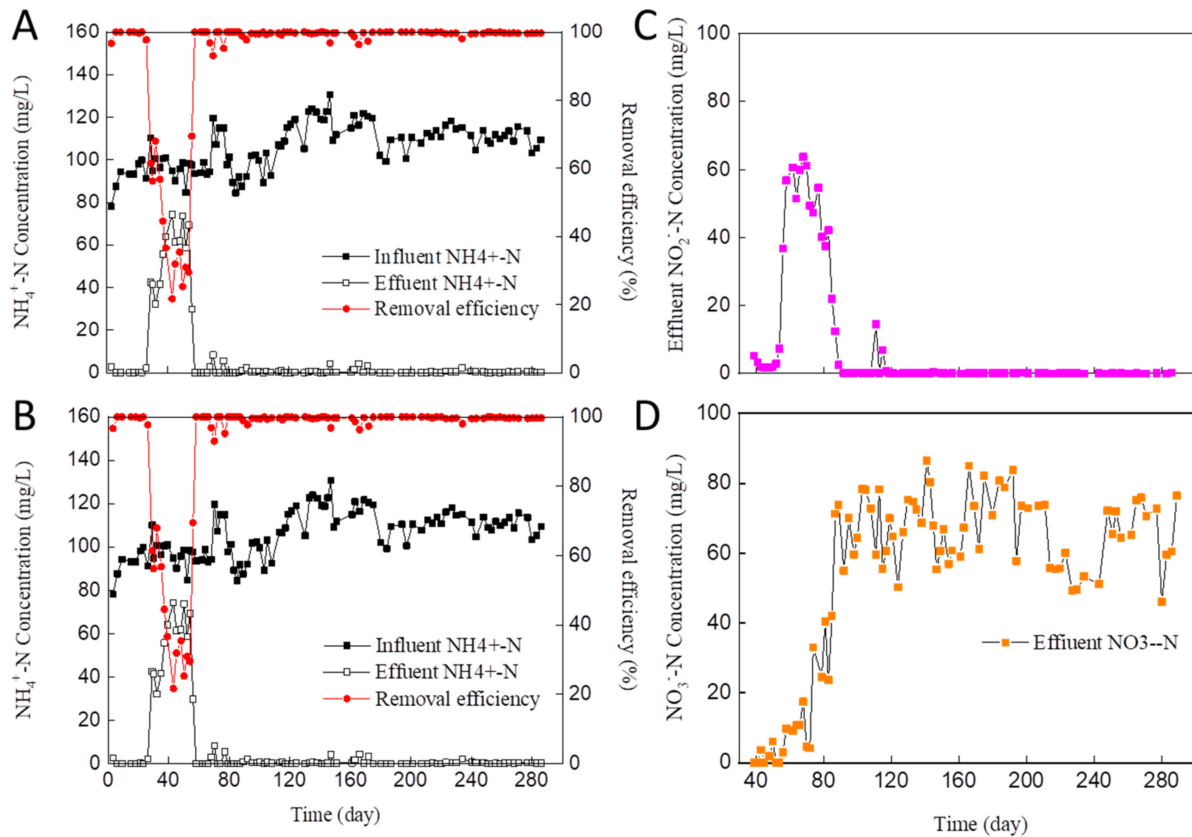 A
160
140
120
100
80
60
40
20
0
NH₄⁺-N Concentration (mg/L)
100
80
60
40
20
0
Removal efficiency (%)
Influent NH4+-N
Effuent NH4+-N
Removal efficiency
B
160
140
120
100
80
60
40
20
0
NH₄⁺-N Concentration (mg/L)
100
80
60
40
20
0
Removal efficiency (%)
Influent NH4+-N
Effuent NH4+-N
Removal efficiency
0 40 80 120 160 200 240 280
Time (day)
C
100
80
60
40
20
0
Effluent NO₂⁻-N Concentration (mg/L)
D
100
80
60
40
20
0
NO₃⁻-N Concentration (mg/L)
Effiuent NO3--N
40 80 120 160 200 240 280
Time (day)